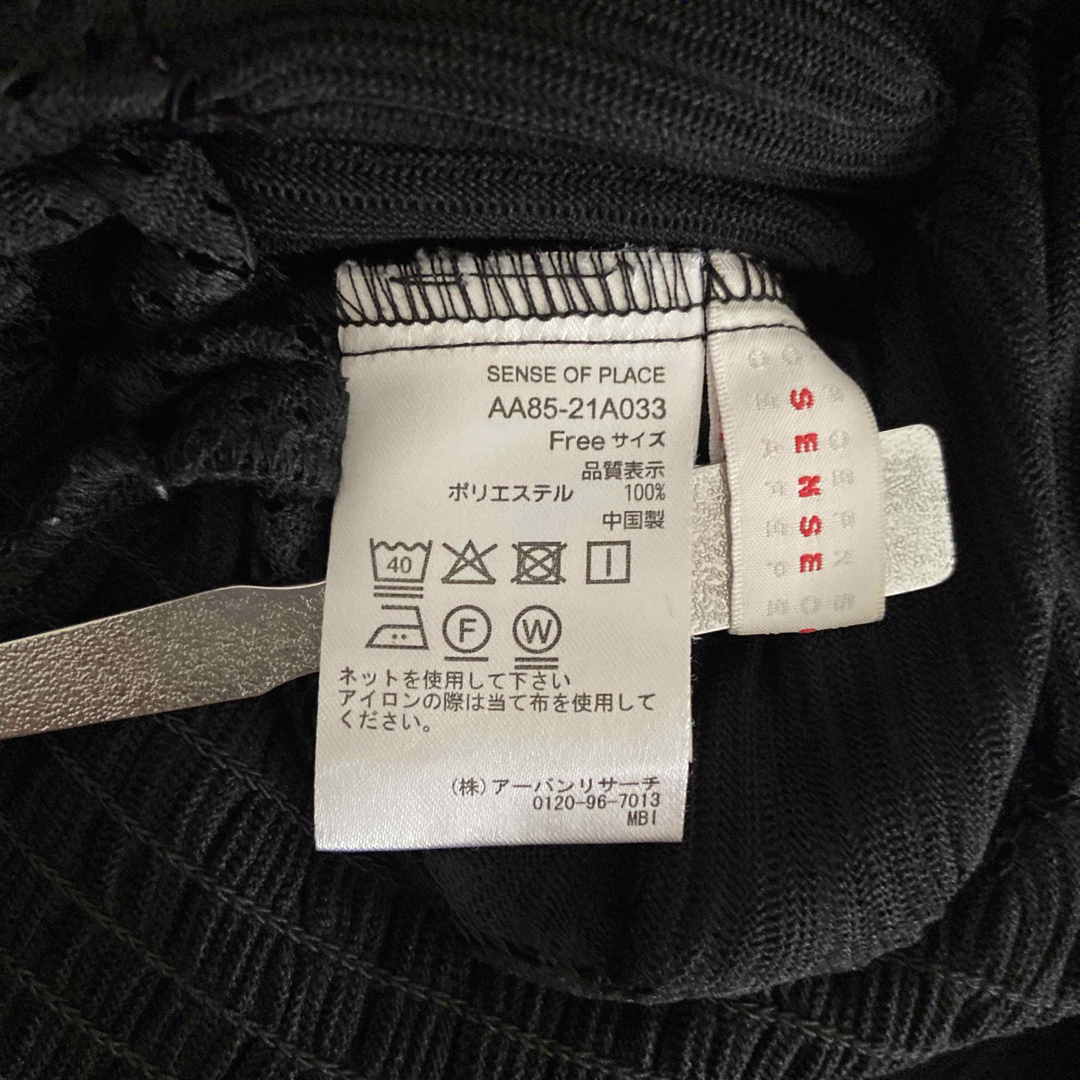 SENSE OF PLACE
AA85-21A033
Free サイズ
品質表示
ポリエステル 100%
中国製
40
F W
ネットを使用して下さい
アイロンの際は当て布を使用して
ください。
(株)アーバンリサーチ
0120-96-7013
MBI
SENSE